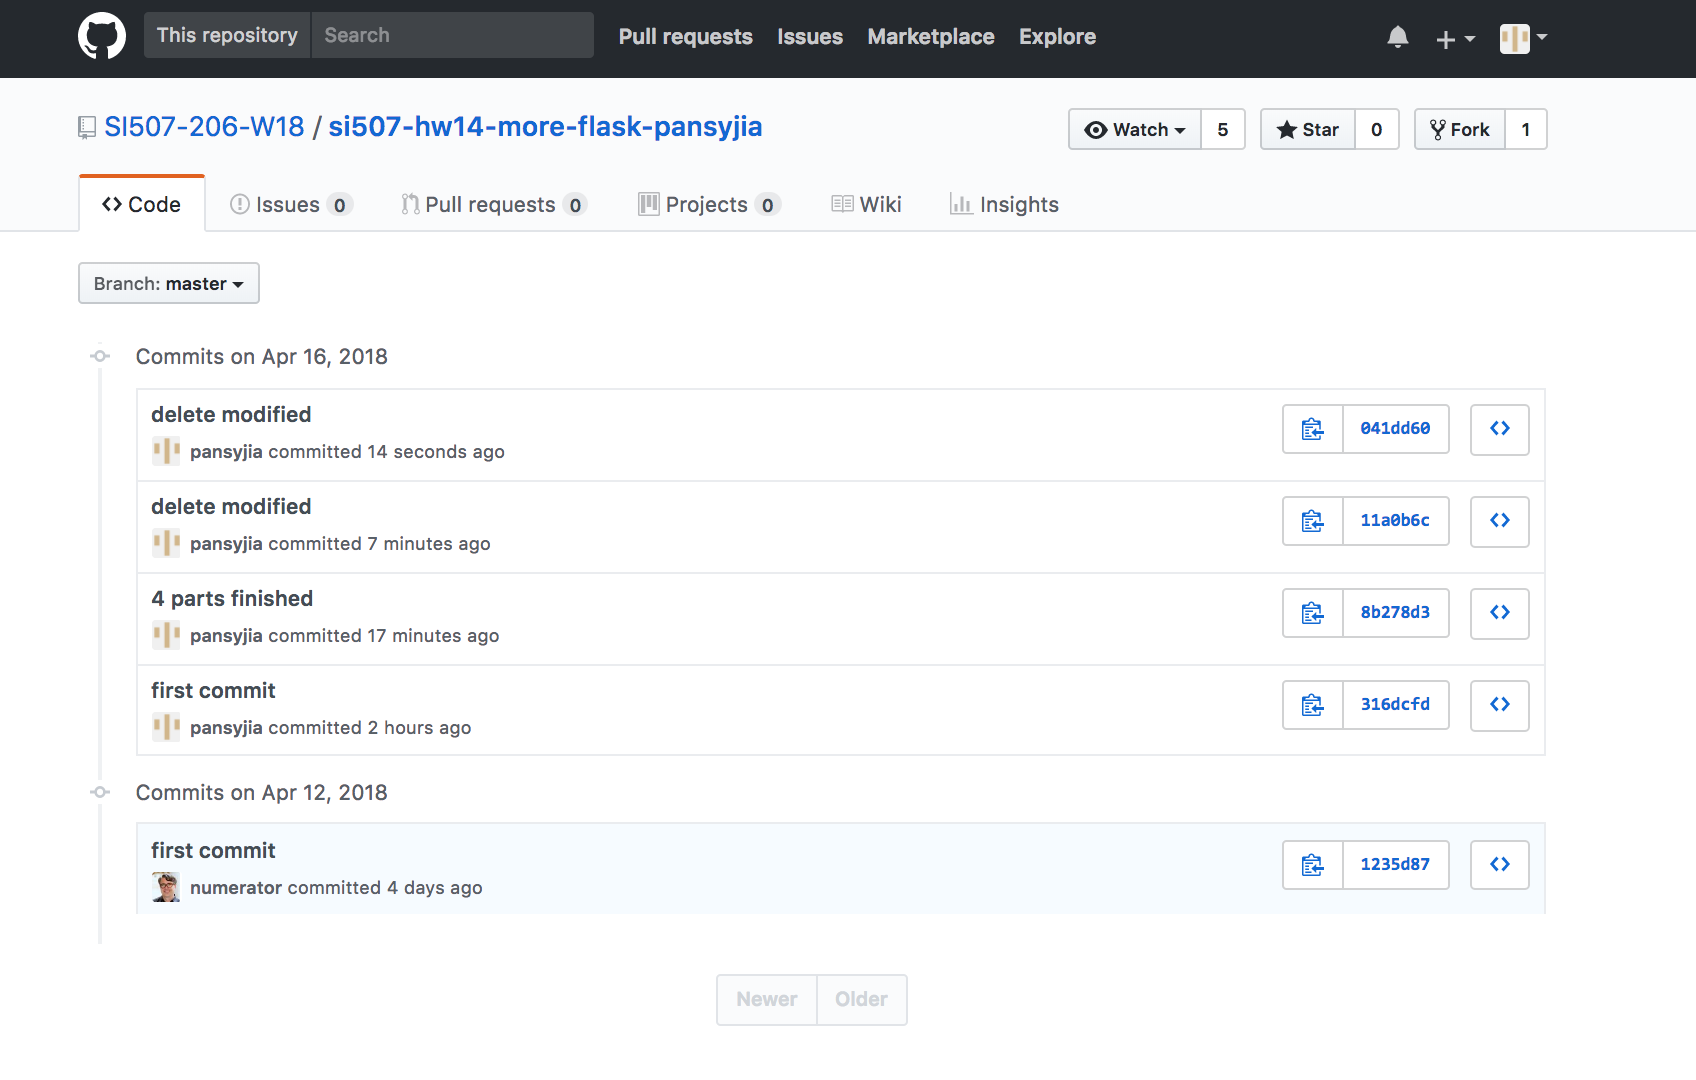 This repository Search Pull requests Issues Marketplace Explore
SI507-206-W18 / si507-hw14-more-flask-pansyjia Watch 5 Star 0 Fork 1
Code Issues 0 Pull requests 0 Projects 0 Wiki Insights
Branch: master
Commits on Apr 16, 2018
delete modified
pansyjia committed 14 seconds ago 041dd60
delete modified
pansyjia committed 7 minutes ago 11a0b6c
4 parts finished
pansyjia committed 17 minutes ago 8b278d3
first commit
pansyjia committed 2 hours ago 316dcfd
Commits on Apr 12, 2018
first commit
numerator committed 4 days ago 1235d87
Newer Older